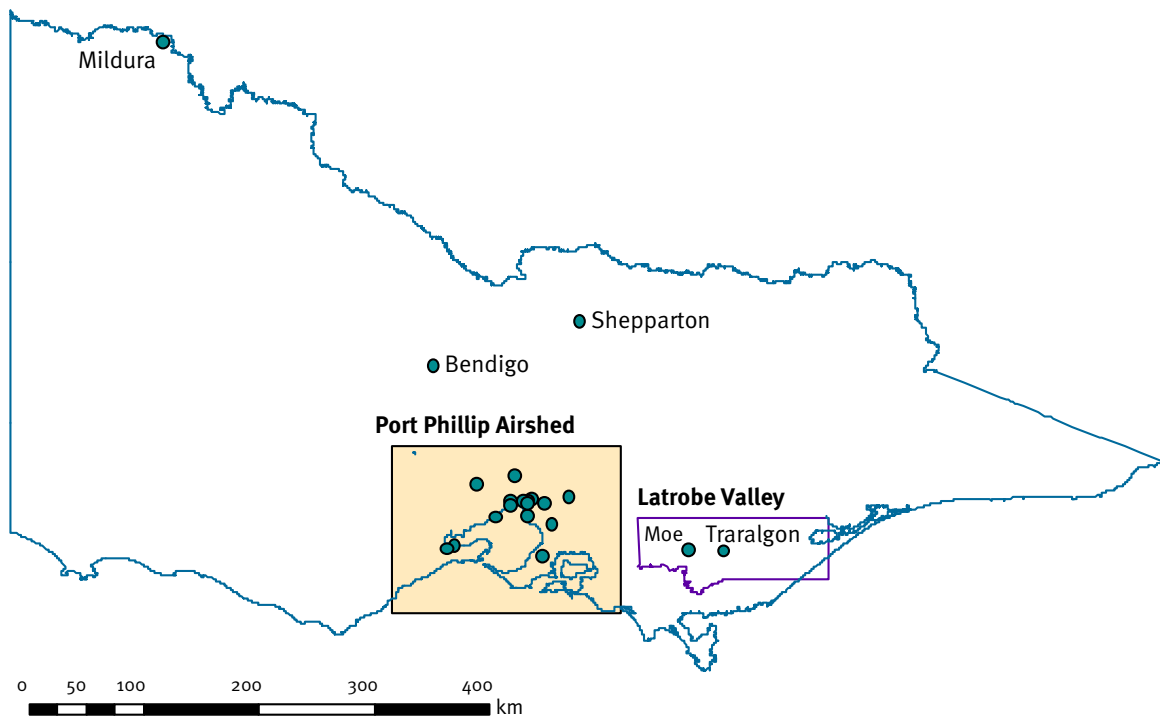 Mildura
Shepparton
Bendigo
Port Phillip Airshed
Latrobe Valley
Moe Traralgon
0 50 100 200 300 400
km